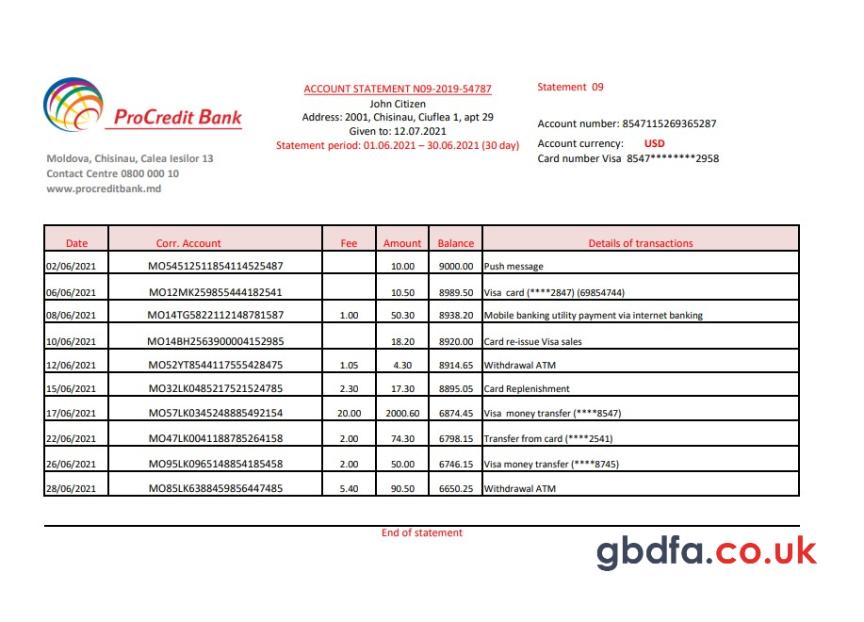 ProCredit Bank
Moldova, Chisinau, Calea Iesilor 13
Contact Centre 0800 000 10
www.procreditbank.md
ACCOUNT STATEMENT N09-2019-54787
John Citizen
Address: 2001, Chisinau, Ciuflea 1, apt 29
Given to: 12.07.2021
Statement period: 01.06.2021 – 30.06.2021 (30 day)
Statement 09
Account number: 8547115269365287
Account currency: USD
Card number Visa 8547********2958
Date Corr. Account Fee Amount Balance Details of transactions
02/06/2021 MO54512511854114525487 10.00 9000.00 Push message
06/06/2021 MO12MK259855444182541 10.50 8989.50 Visa card (****2847) (69854744)
08/06/2021 MO14TG5822112148781587 1.00 50.30 8938.20 Mobile banking utility payment via internet banking
10/06/2021 MO14BH2563900004152985 18.20 8920.00 Card re-issue Visa sales
12/06/2021 MO52YT8544117555428475 1.05 4.30 8914.65 Withdrawal ATM
15/06/2021 MO32LK0485217521524785 2.30 17.30 8895.05 Card Replenishment
17/06/2021 MO57LK0345248885492154 20.00 2000.60 6874.45 Visa money transfer (****8547)
22/06/2021 MO47LK0041188785264158 2.00 74.30 6798.15 Transfer from card (****2541)
26/06/2021 MO95LK0965148854185458 2.00 50.00 6746.15 Visa money transfer (****8745)
28/06/2021 MO85LK6388459856447485 5.40 90.50 6650.25 Withdrawal ATM
End of statement
gbdfa.co.uk